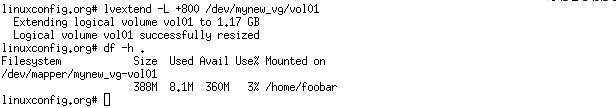 linuxconfig.org# lvextend -L +800 /dev/mynew_vg/vol01
  Extending logical volume vol01 to 1.17 GB
  Logical volume vol01 successfully resized
linuxconfig.org# df -h .
Filesystem            Size  Used Avail Use% Mounted on
/dev/mapper/mynew_vg-vol01
                      388M  8.1M  360M   3% /home/foobar
linuxconfig.org#